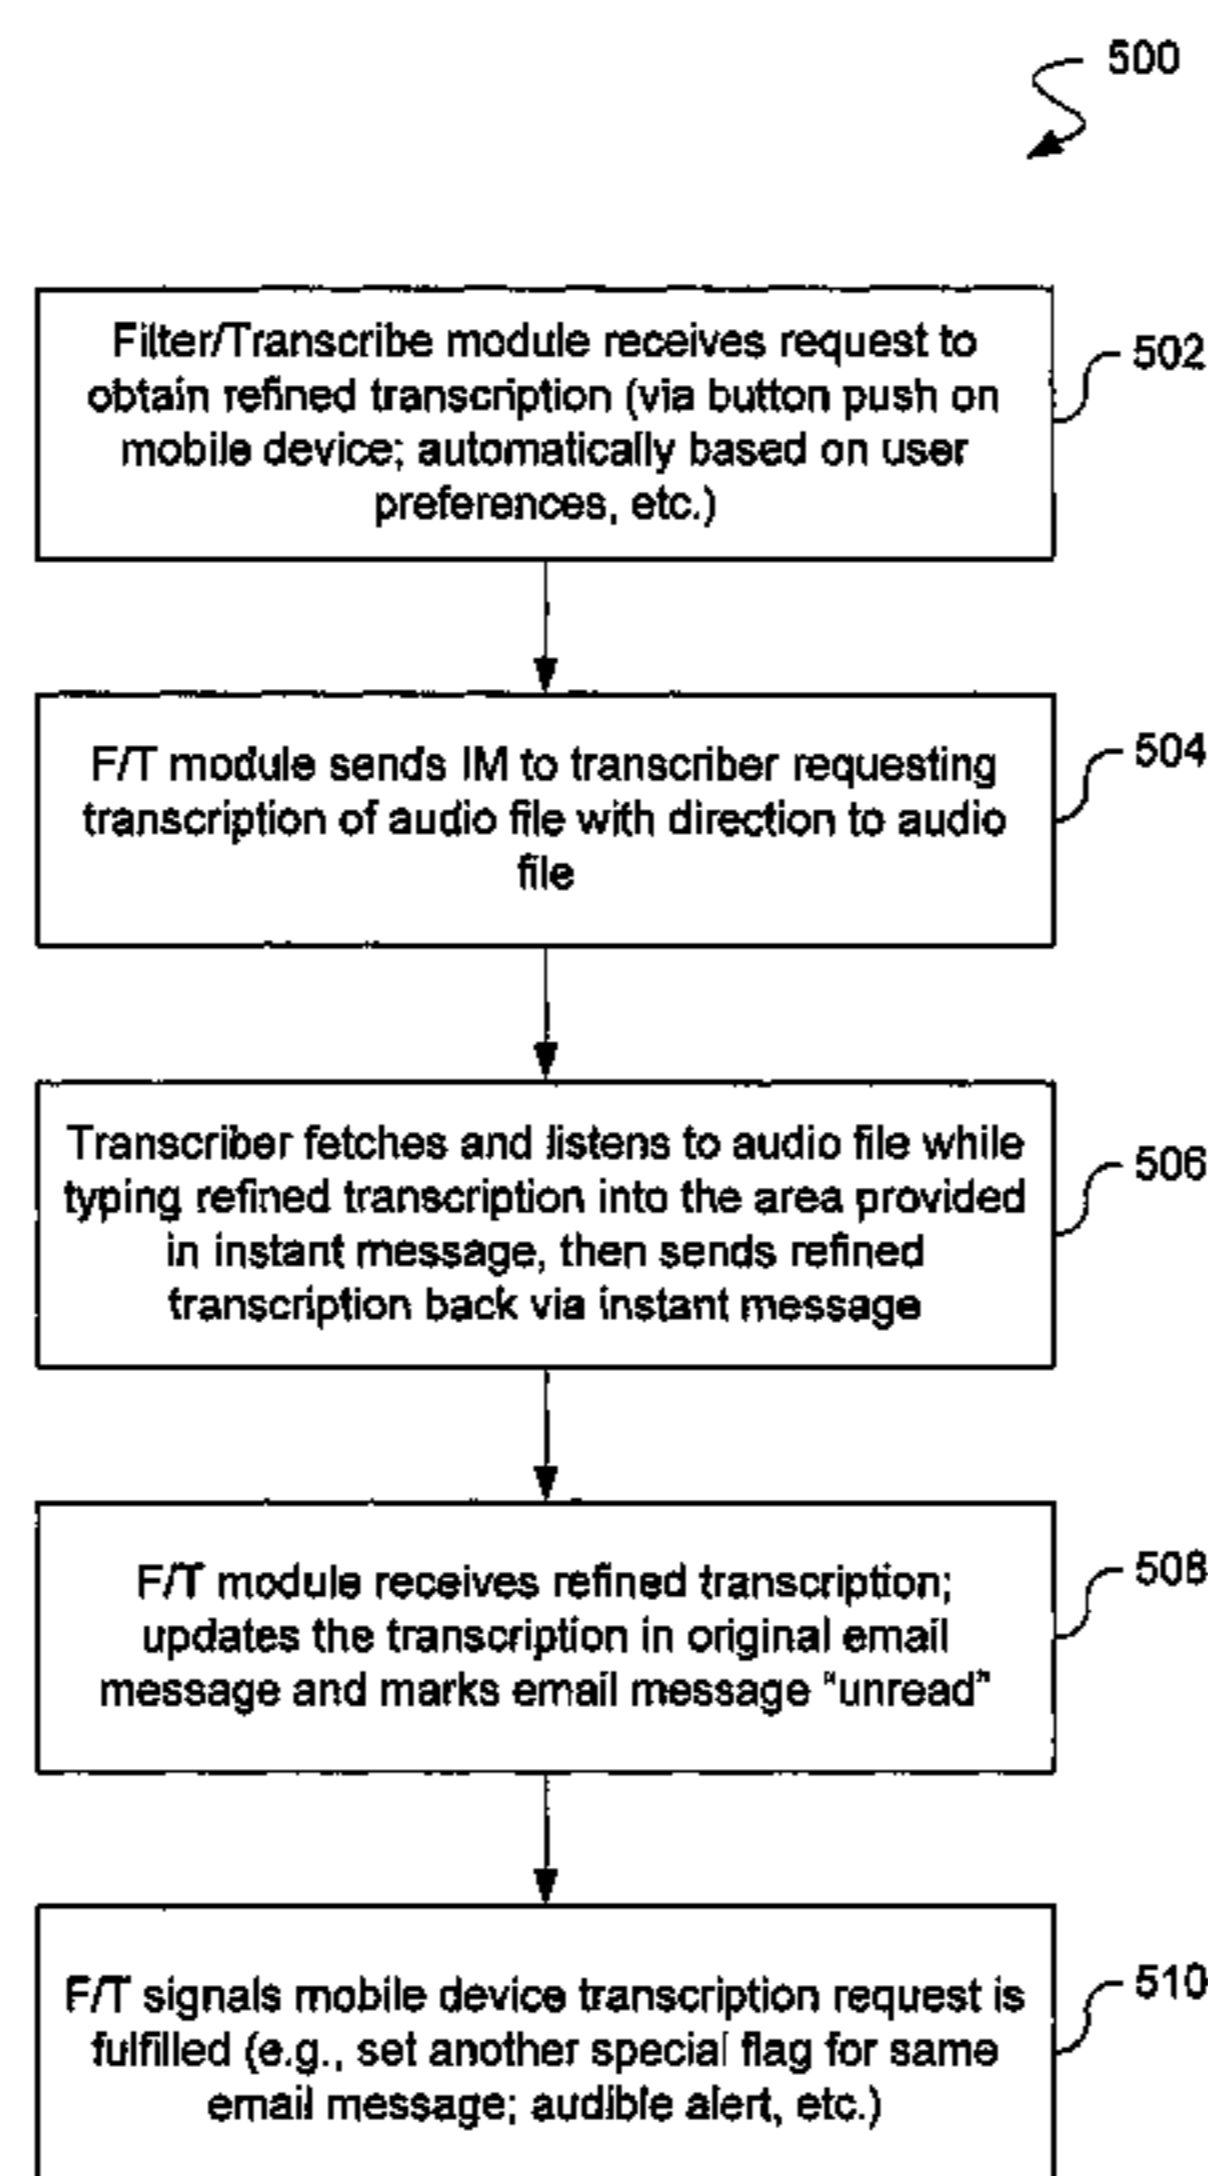 500
Filter/Transcribe module receives request to
obtain refined transcription (via button push on
mobile device; automatically based on user
preferences, etc.)
502
F/T module sends IM to transcriber requesting
transcription of audio file with direction to audio
file
504
Transcriber fetches and listens to audio file while
typing refined transcription into the area provided
in instant message, then sends refined
transcription back via instant message
506
F/T module receives refined transcription;
updates the transcription in original email
message and marks email message “unread”
508
F/T signals mobile device transcription request is
fulfilled (e.g., set another special flag for same
email message; audible alert, etc.)
510